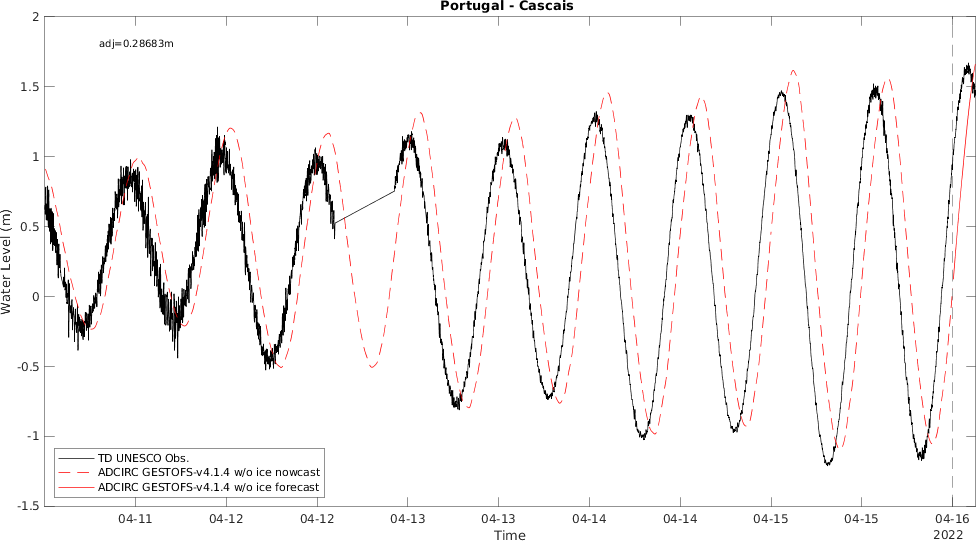 Portugal - Cascais
adj=0.28683m
2
1.5
1
0.5
0
-0.5
-1
-1.5
Water Level (m)
TD UNESCO Obs.
ADCIRC GESTOFS-v4.1.4 w/o ice nowcast
ADCIRC GESTOFS-v4.1.4 w/o ice forecast
04-11 04-12 04-12 04-13 04-13 04-14 04-14 04-15 04-15 04-16
Time
2022